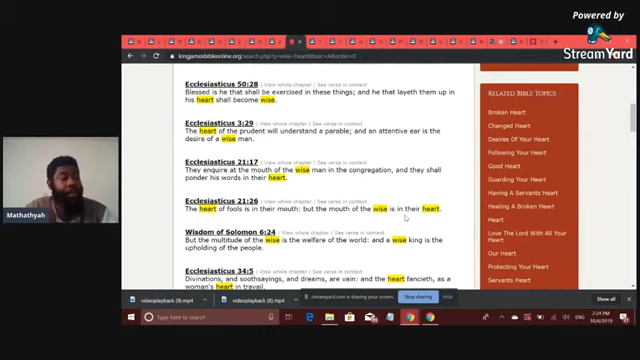 Powered by
StreamYard
kingjamesbibleonline.org/search.php?q=wise+heart&bsec=A&order=0
Ecclesiasticus 50:28 | View whole chapter | See verse in context
Blessed is he that shall be exercised in these things; and he that layeth them up in
his heart shall become wise.
Ecclesiasticus 3:29 | View whole chapter | See verse in context
The heart of the prudent will understand a parable; and an attentive ear is the
desire of a wise man.
Ecclesiasticus 21:17 | View whole chapter | See verse in context
They enquire at the mouth of the wise man in the congregation, and they shall
ponder his words in their heart.
Ecclesiasticus 21:26 | View whole chapter | See verse in context
The heart of fools is in their mouth: but the mouth of the wise is in their heart.
Wisdom of Solomon 6:24 | View whole chapter | See verse in context
But the multitude of the wise is the welfare of the world: and a wise king is the
upholding of the people.
Ecclesiasticus 34:5 | View whole chapter | See verse in context
Divinations, and soothsayings, and dreams, are vain: and the heart fancieth, as a
woman's heart in travail.
Related Bible Topics
Broken Heart
Changed Heart
Desires Of Your Heart
Following Your Heart
Good Heart
Guarding Your Heart
Having A Servants Heart
Healing A Broken Heart
Heart
Love The Lord With All Your
Heart
Our Heart
Protecting Your Heart
Servants Heart
Mathathyah
streamyard.com is sharing your screen.
Stop sharing
Hide
videoplayback (9).mp4
videoplayback (8).mp4
Show all
Type here to search
2:24 PM
10/4/2019